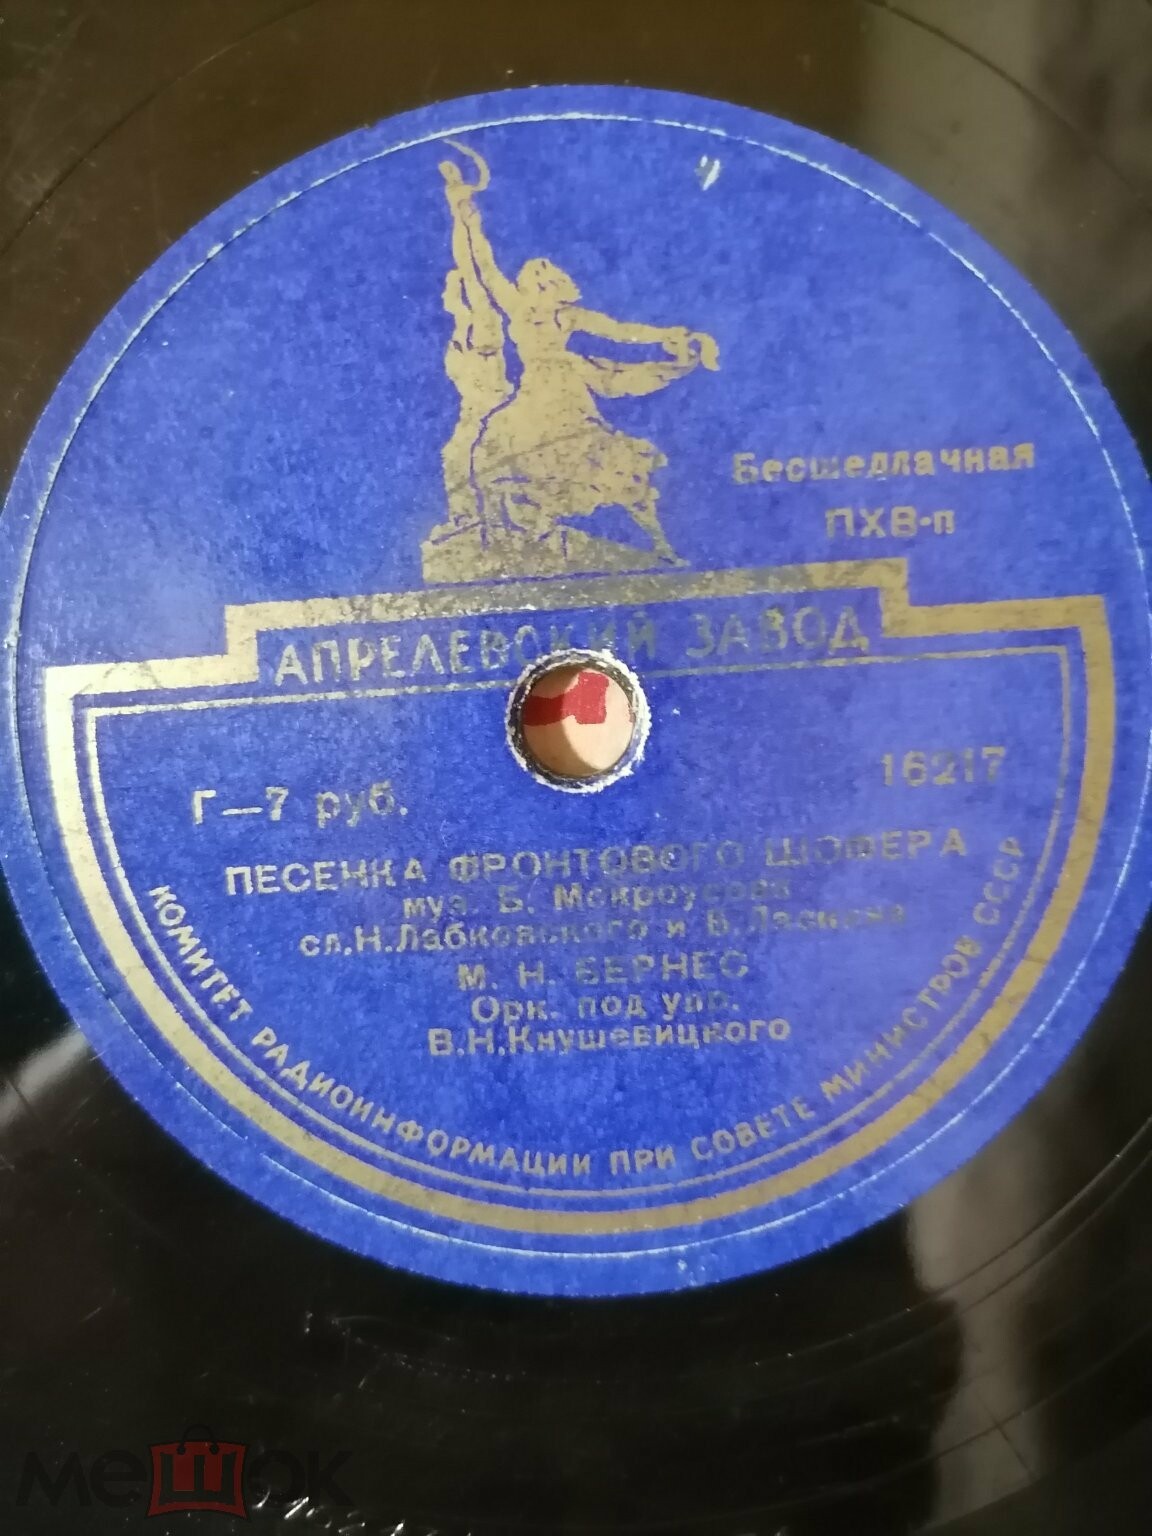 Бесшеллачная
ПХВ-п
АПРЕЛЕВСКИЙ ЗАВОД
Г—7 руб.
16217
ПЕСЕНКА ФРОНТОВОГО ШОФЕРА
муз. Б. Мокроусова
сл.Н.Лабковского и Б.Ласкина
М. Н. БЕРНЕС
Орк. под упр.
В.Н.Кнушевицкого
КОМИТЕТ РАДИОИНФОРМАЦИИ ПРИ СОВЕТЕ МИНИСТРОВ СССР
мешок